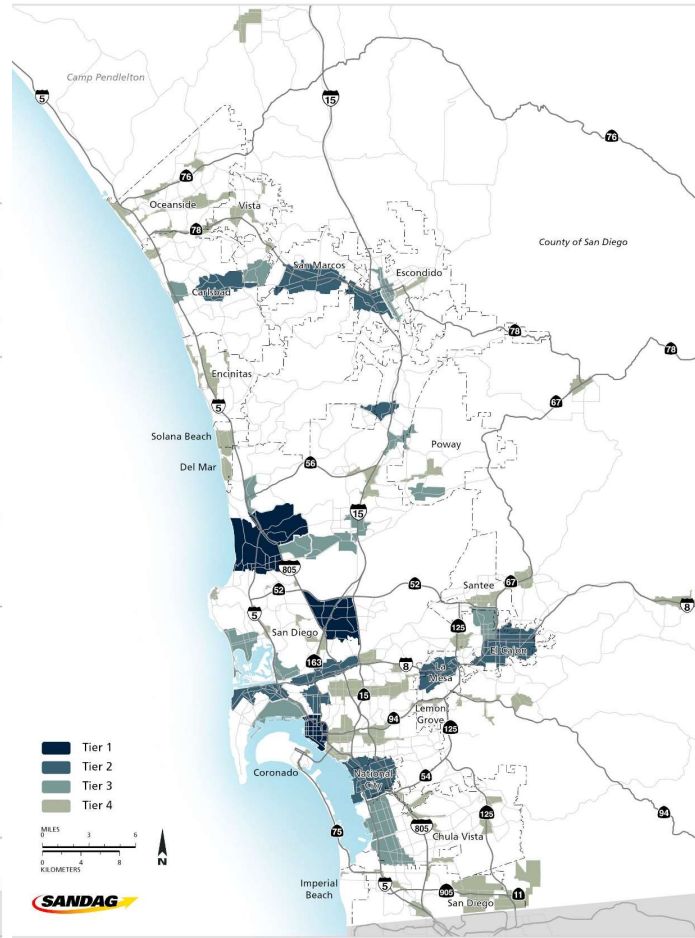 Camp Pendlelton
5
15
76
76
Oceanside
Vista
78
County of San Diego
San Marcos
Escondido
Carlsbad
78
78
Encinitas
67
5
Solana Beach
Poway
56
Del Mar
15
805
52
52
Santee
67
8
5
125
San Diego
El Cajon
163
8
La
Mesa
15
Lemon
Grove
94
125
Tier 1
Tier 2
Tier 3
Tier 4
Coronado
National
City
54
94
125
MILES
0 3 6
0 4 8
KILOMETERS
N
75
805
Chula Vista
Imperial
Beach
5
905
11
San Diego
SANDAG